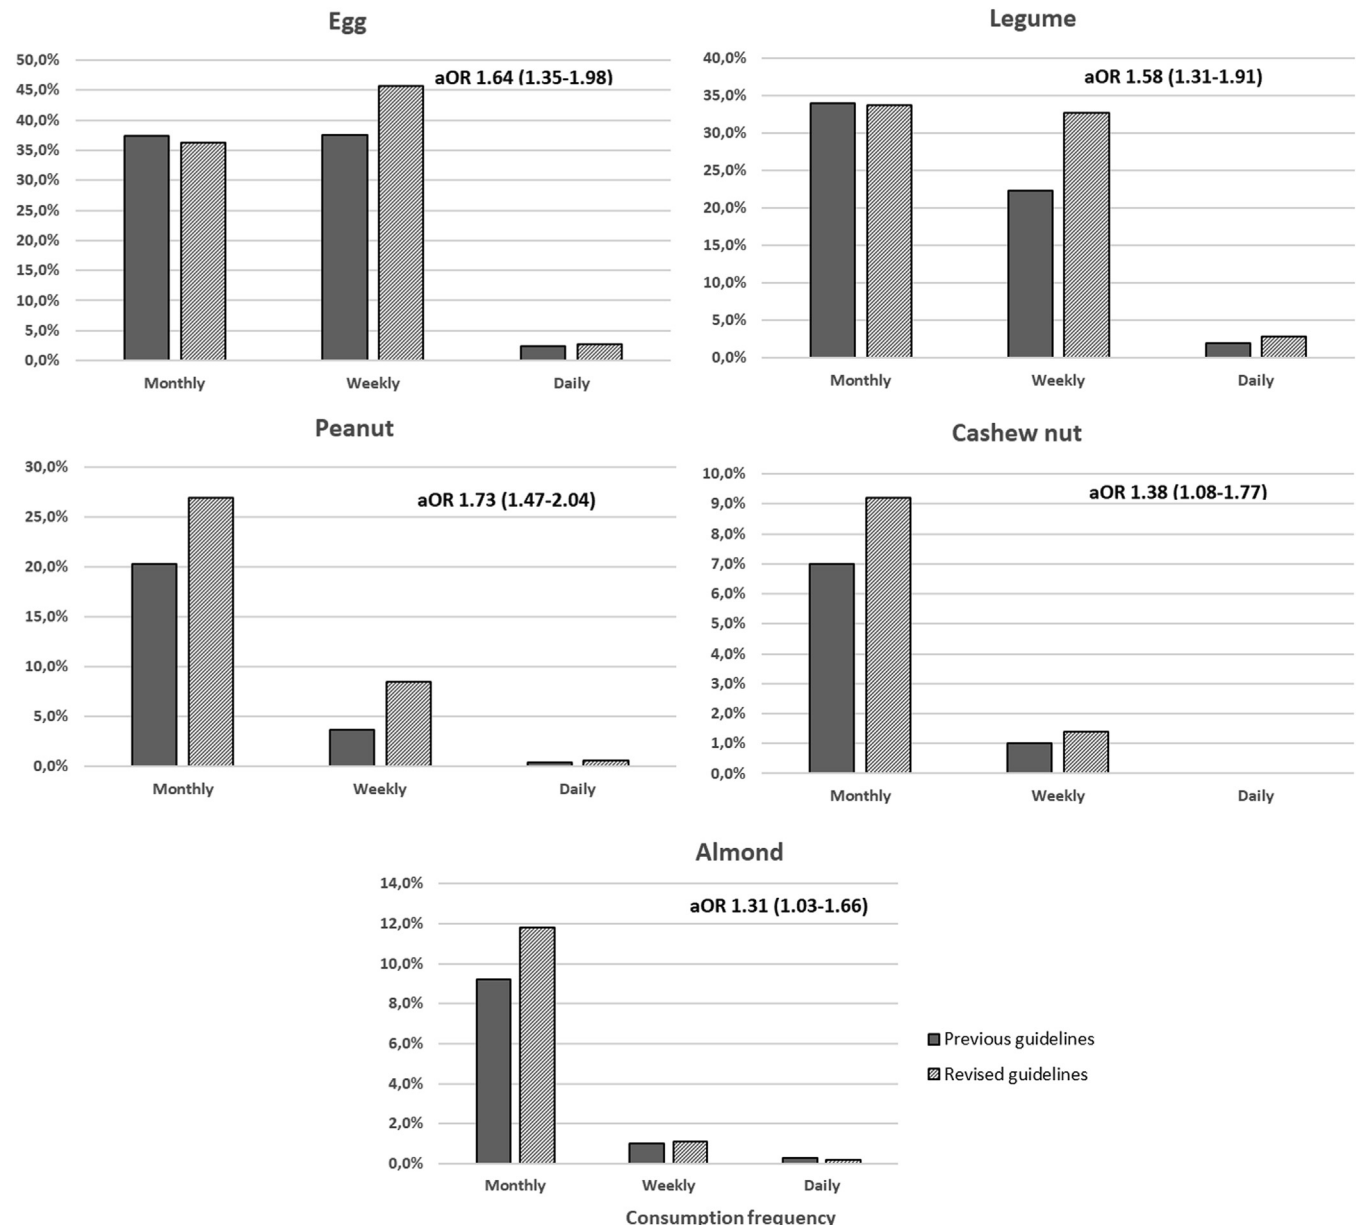 Egg
50,0%
45,0%
40,0%
35,0%
30,0%
25,0%
20,0%
15,0%
10,0%
5,0%
0,0%
aOR 1.64 (1.35-1.98)
Monthly Weekly Daily
Legume
40,0%
35,0%
30,0%
25,0%
20,0%
15,0%
10,0%
5,0%
0,0%
aOR 1.58 (1.31-1.91)
Monthly Weekly Daily
Peanut
30,0%
25,0%
20,0%
15,0%
10,0%
5,0%
0,0%
aOR 1.73 (1.47-2.04)
Monthly Weekly Daily
Cashew nut
10,0%
9,0%
8,0%
7,0%
6,0%
5,0%
4,0%
3,0%
2,0%
1,0%
0,0%
aOR 1.38 (1.08-1.77)
Monthly Weekly Daily
Almond
14,0%
12,0%
10,0%
8,0%
6,0%
4,0%
2,0%
0,0%
aOR 1.31 (1.03-1.66)
Monthly Weekly Daily
Consumption frequency
Previous guidelines
Revised guidelines